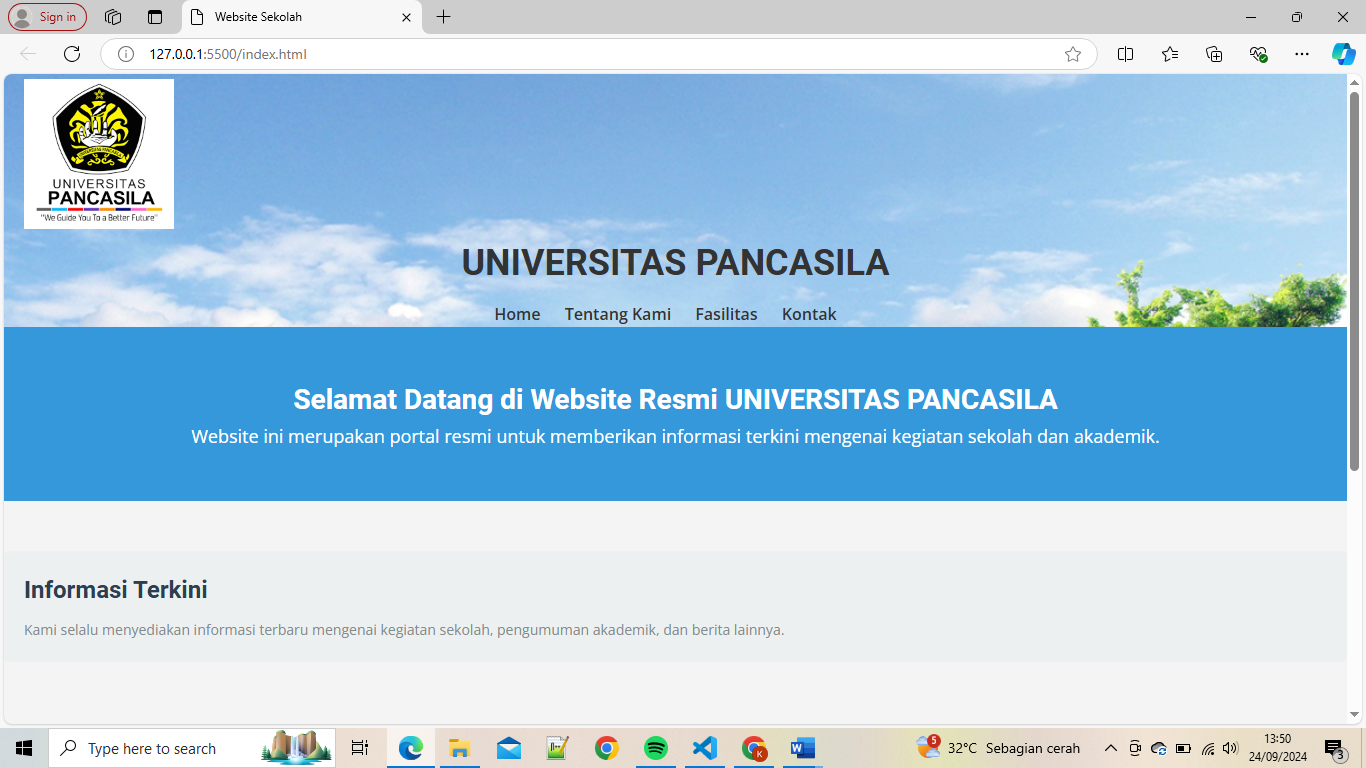 Sign in
Website Sekolah
127.0.0.1:5500/index.html
UNIVERSITAS
PANCASILA
"We Guide You To a Better Future"
UNIVERSITAS PANCASILA
Home Tentang Kami Fasilitas Kontak
Selamat Datang di Website Resmi UNIVERSITAS PANCASILA
Website ini merupakan portal resmi untuk memberikan informasi terkini mengenai kegiatan sekolah dan akademik.
Informasi Terkini
Kami selalu menyediakan informasi terbaru mengenai kegiatan sekolah, pengumuman akademik, dan berita lainnya.
Type here to search
5
32°C Sebagian cerah
13:50
24/09/2024
3